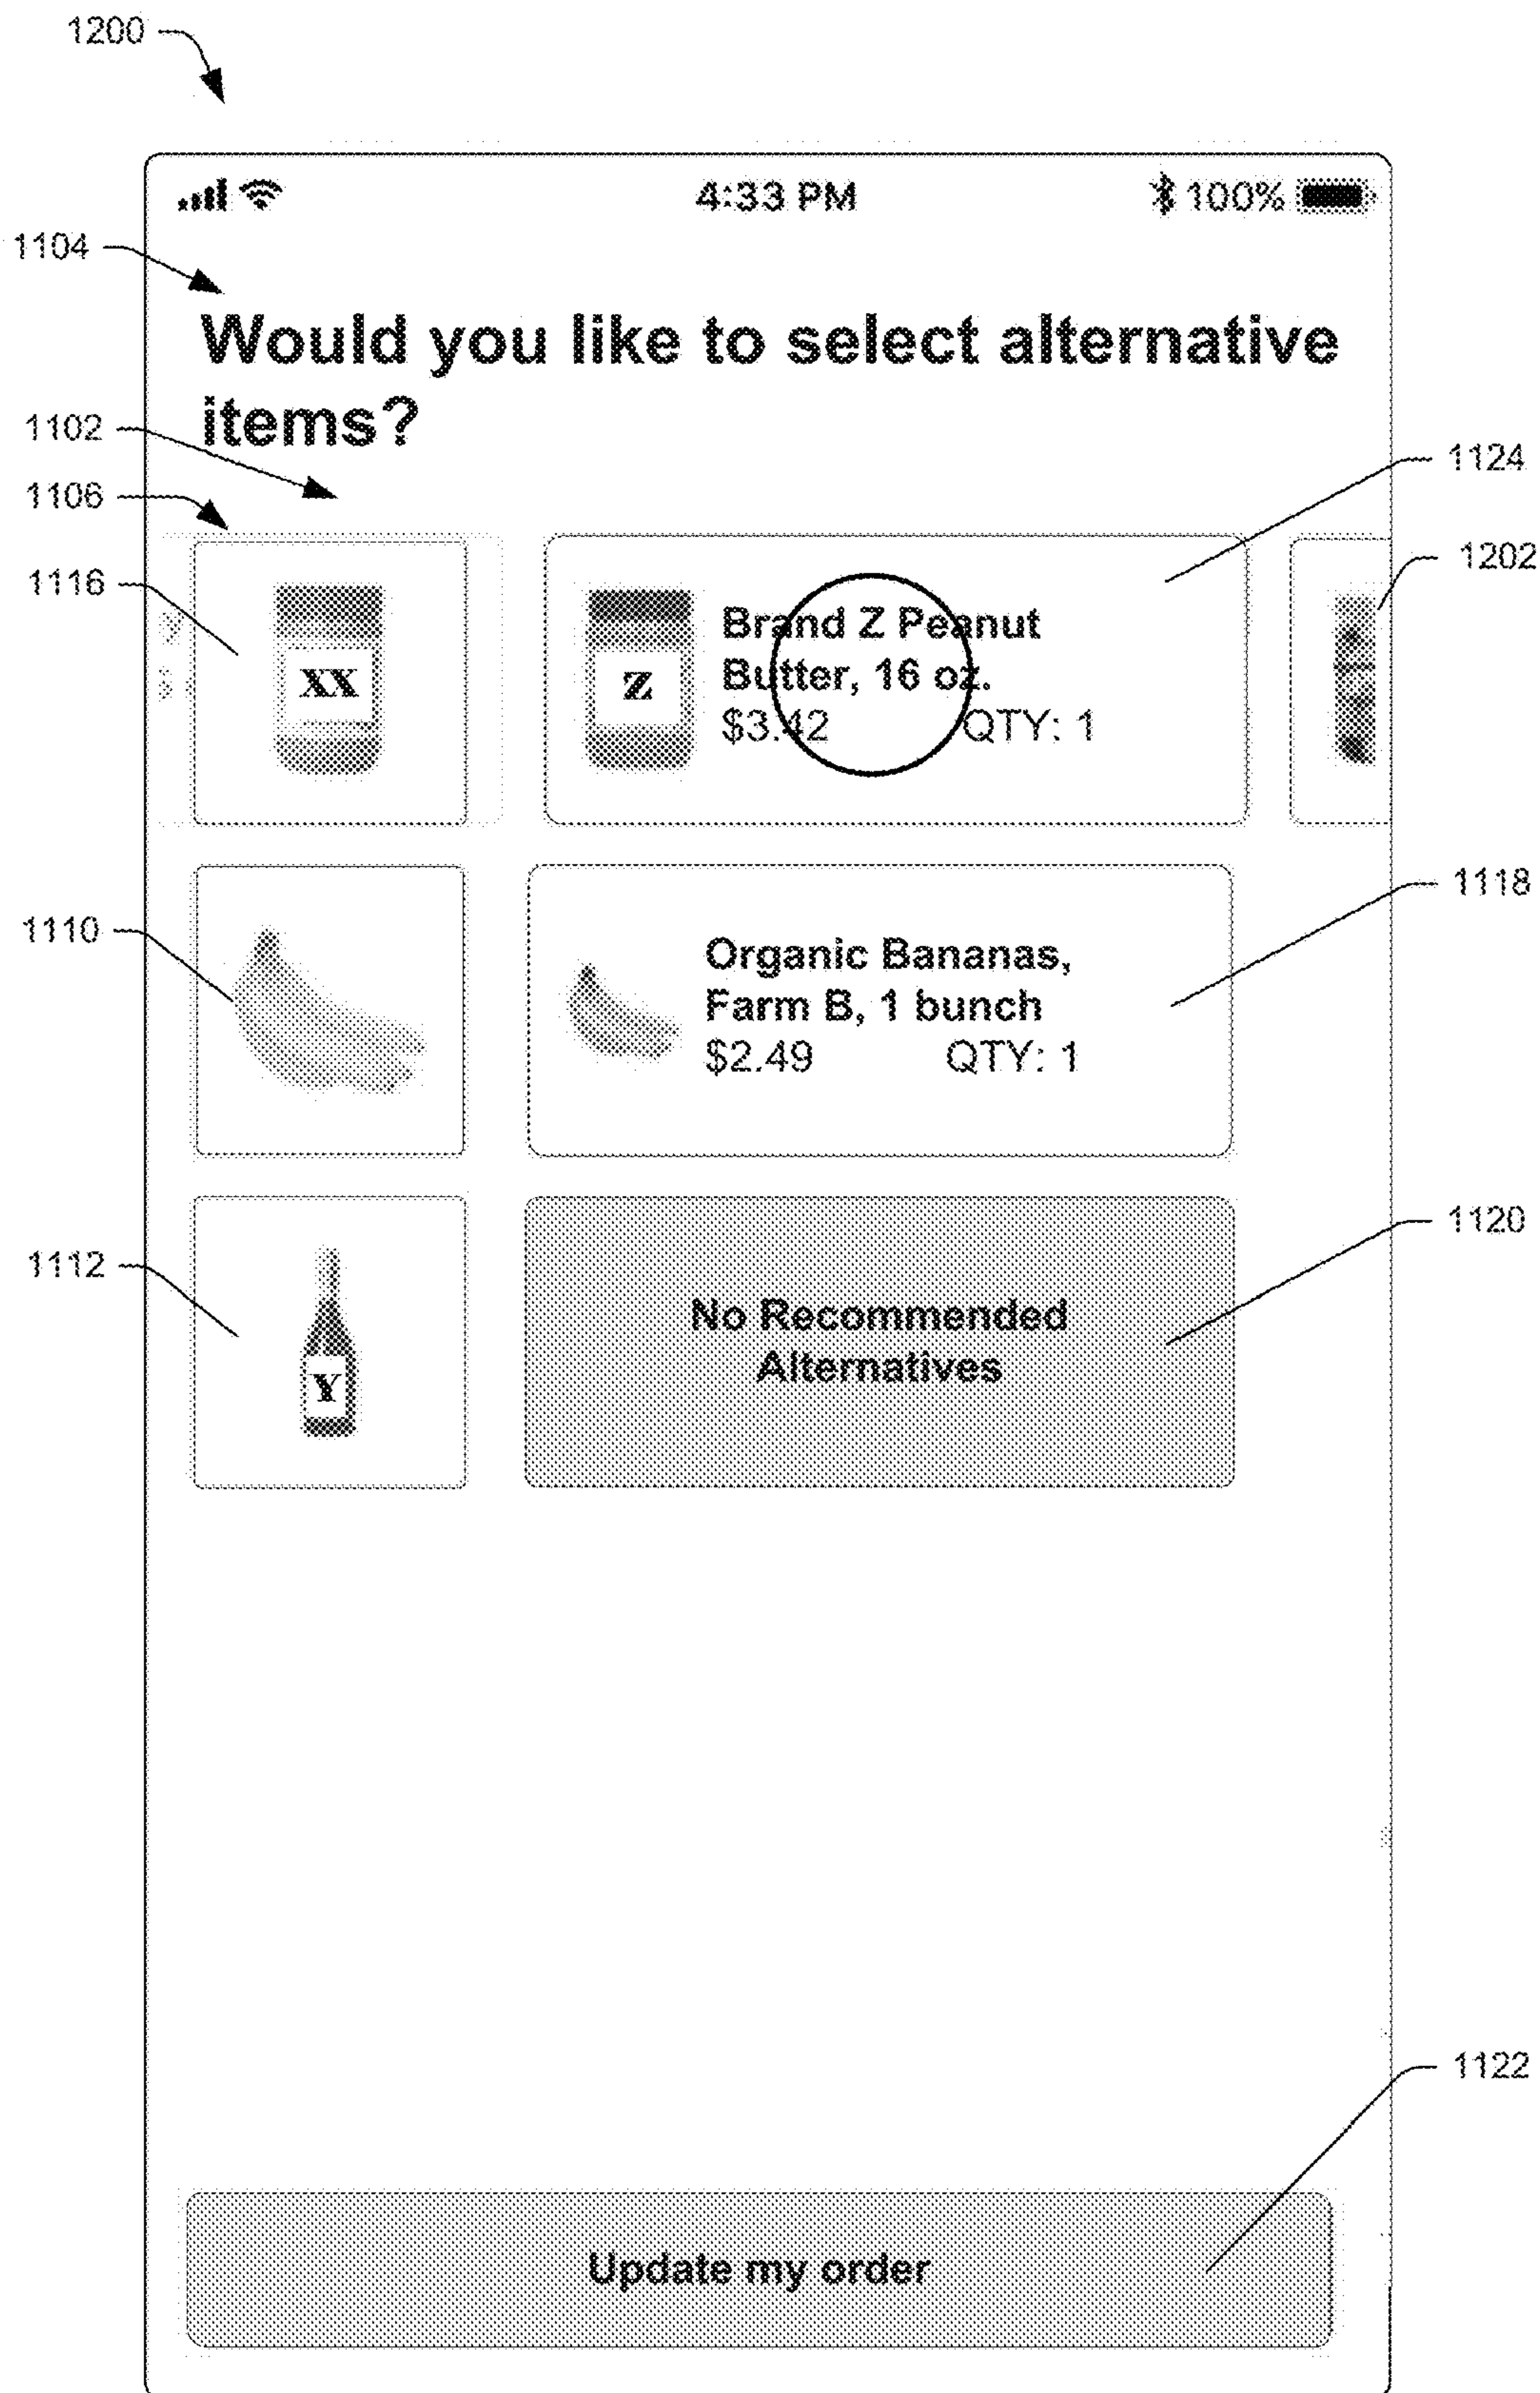 1200
4:33 PM
100%
1104
Would you like to select alternative
items?
1102
1106
1124
1202
1116
XX
Z
Brand Z Peanut
Butter, 16 oz.
$3.42 QTY: 1
1118
1110
Organic Bananas,
Farm B, 1 bunch
$2.49 QTY: 1
1120
1112
Y
No Recommended
Alternatives
1122
Update my order